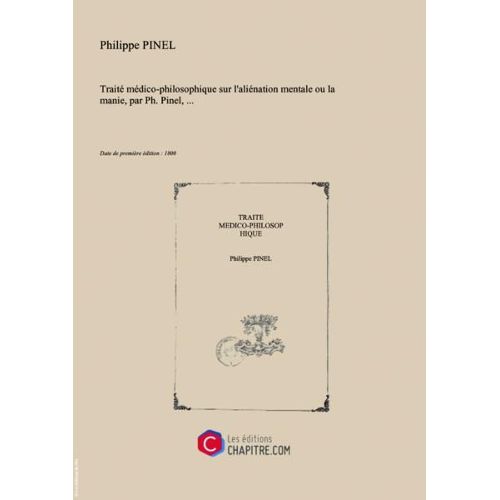 Philippe PINEL
Traité médico-philosophique sur l'aliénation mentale ou la
manie, par Ph. Pinel, ...
Date de première édition : 1800
TRAITE
MEDICO-PHILOSOP
HIQUE
Philippe PINEL
Les éditions
CHAPITRE.COM